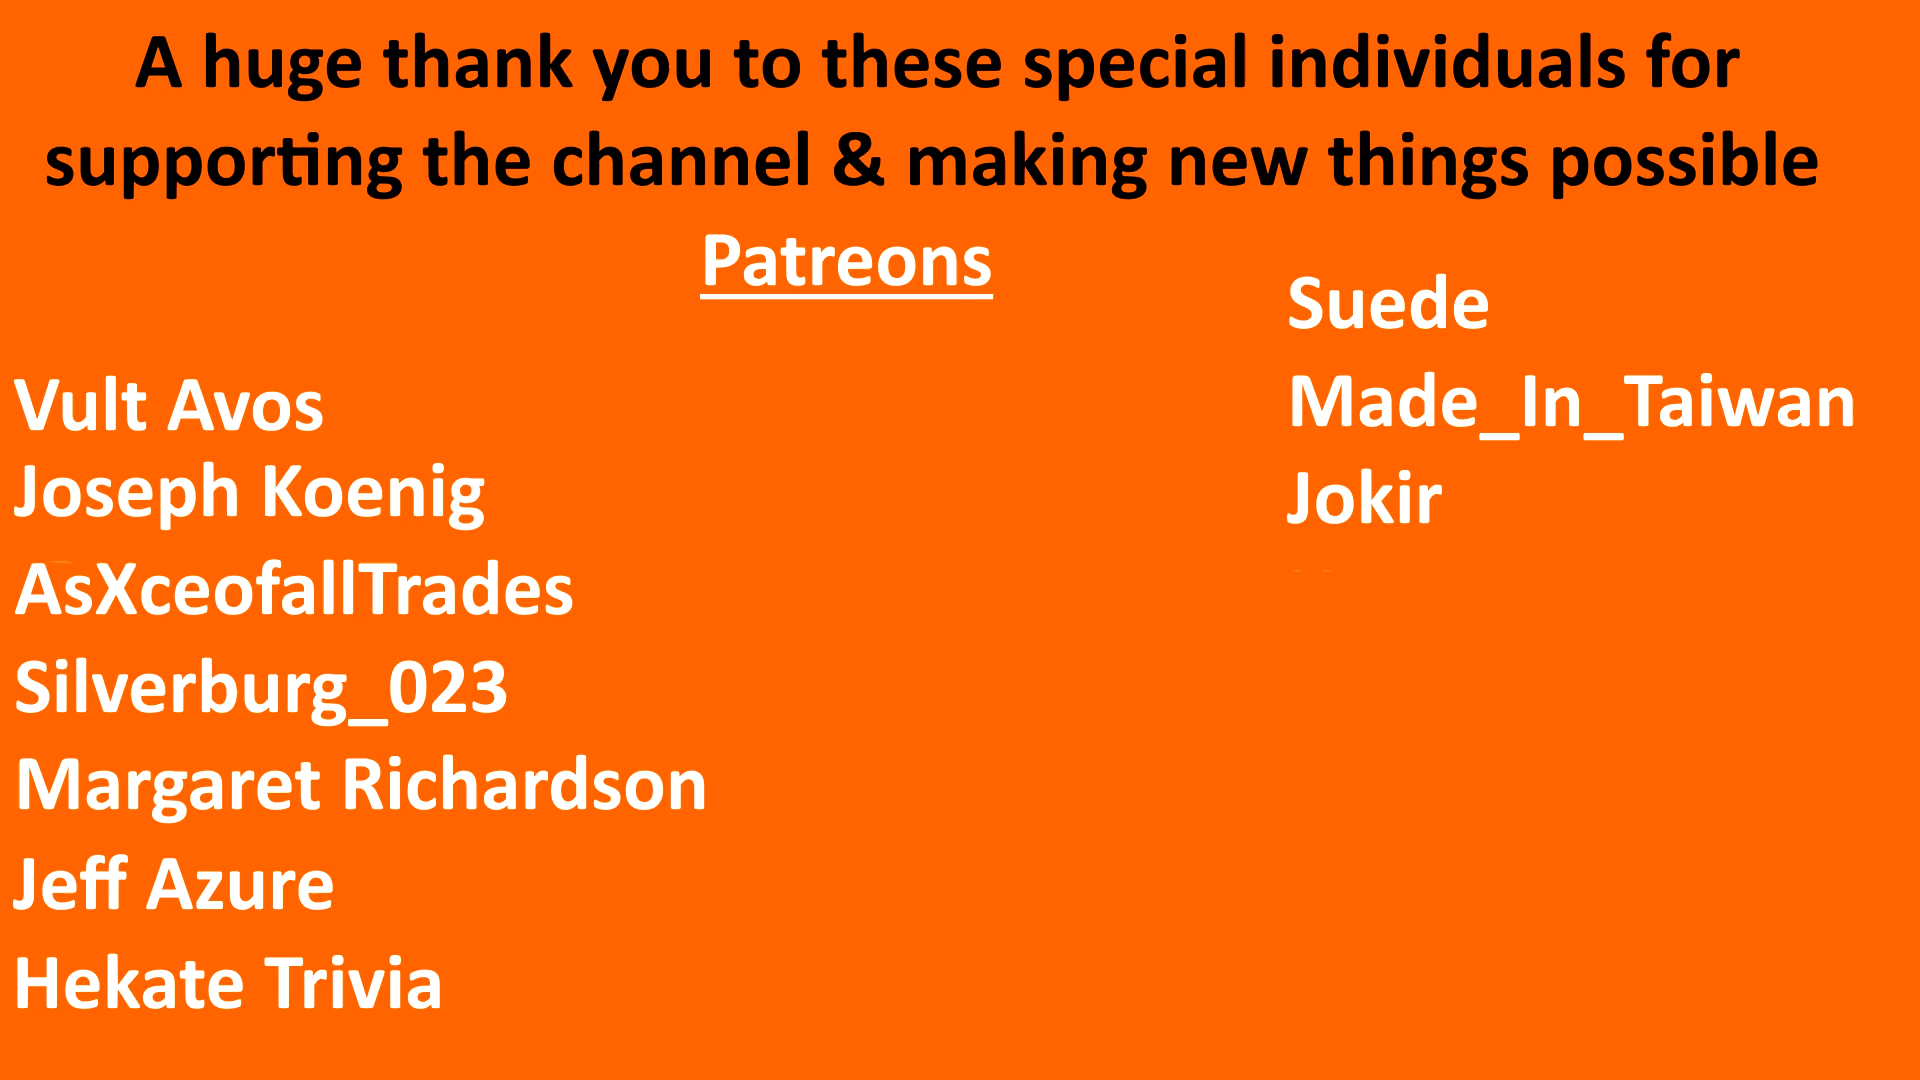 A huge thank you to these special individuals for
supporting the channel & making new things possible
Patreons
Vult Avos
Joseph Koenig
AsXceofallTrades
Silverburg_023
Margaret Richardson
Jeff Azure
Hekate Trivia
Suede
Made_In_Taiwan
Jokir